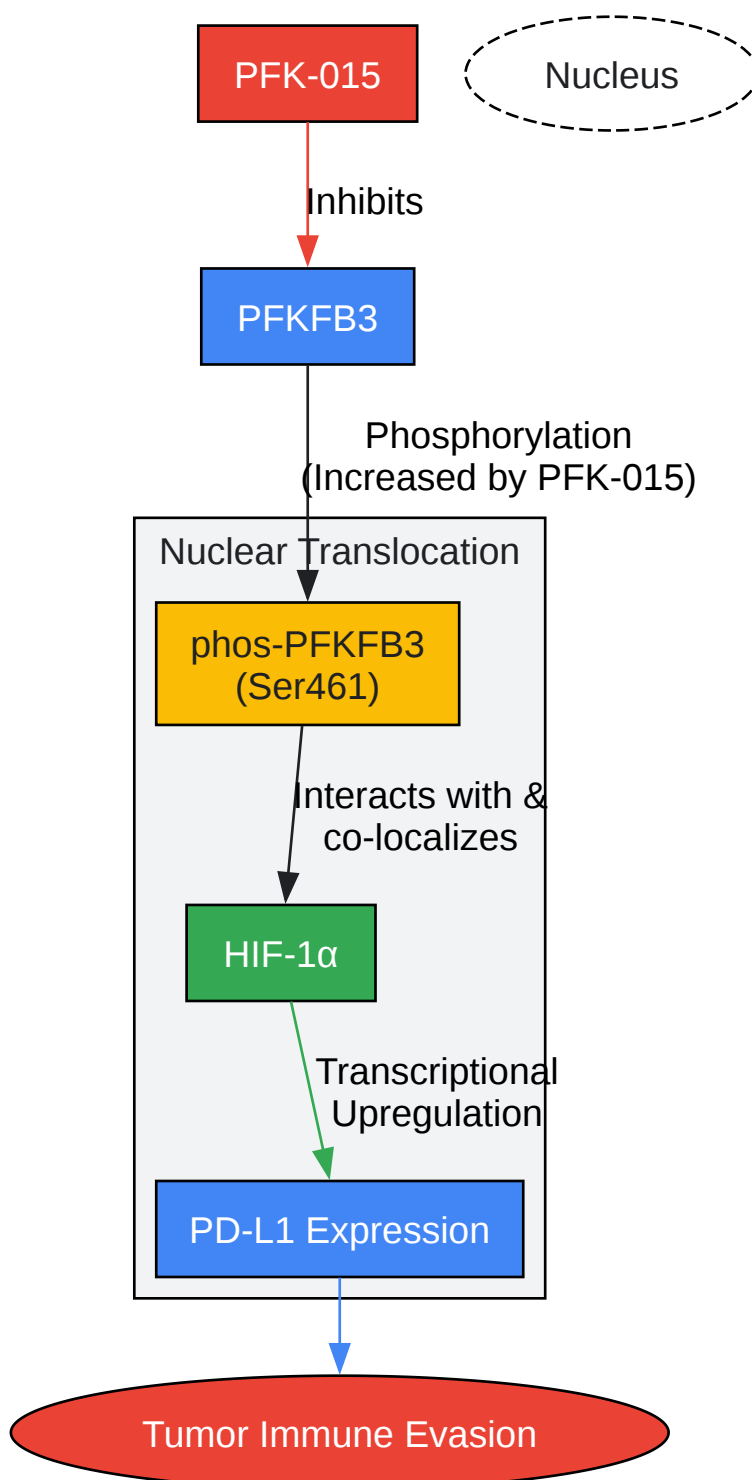 PFK-015
Nucleus
Inhibits
PFKFB3
Phosphorylation
(Increased by PFK-015)
Nuclear Translocation
phos-PFKFB3
(Ser461)
Interacts with &
co-localizes
HIF-1α
Transcriptional
Upregulation
PD-L1 Expression
Tumor Immune Evasion